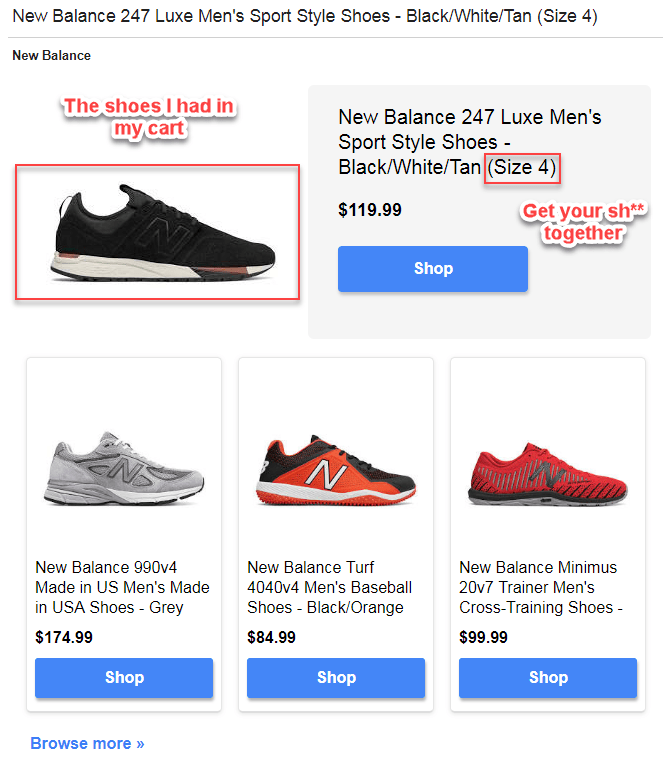 New Balance 247 Luxe Men's Sport Style Shoes - Black/White/Tan (Size 4)
New Balance
The shoes I had in
my cart
New Balance 247 Luxe Men's
Sport Style Shoes -
Black/White/Tan (Size 4)
$119.99
Get your sh**
together
Shop
N
New Balance 990v4
Made in US Men's Made
in USA Shoes - Grey
$174.99
Shop
N
New Balance Turf
4040v4 Men's Baseball
Shoes - Black/Orange
$84.99
Shop
N
New Balance Minimus
20v7 Trainer Men's
Cross-Training Shoes -
$99.99
Shop
N
Browse more »